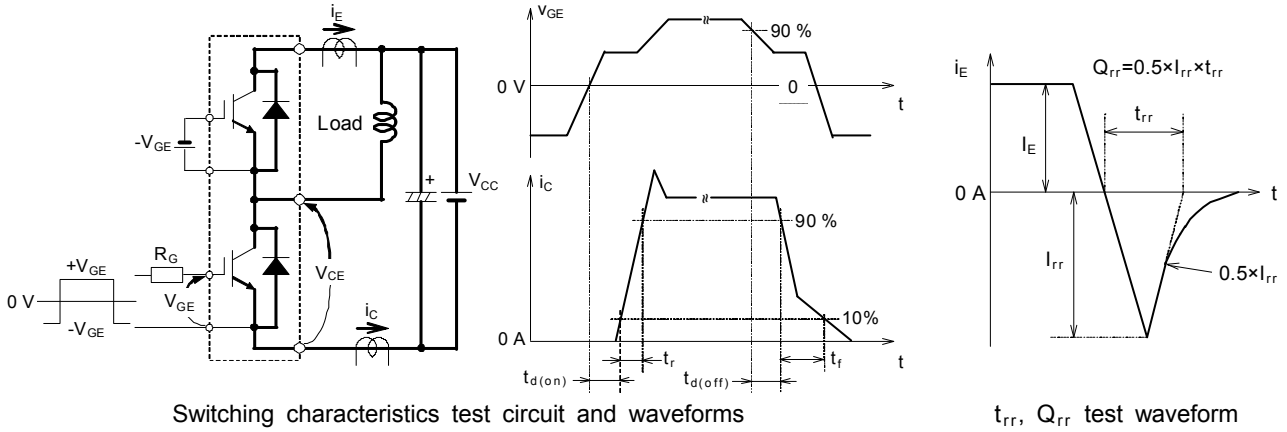 i_E
Load
-V_GE
+
V_CC
R_G
+V_GE
0 V
-V_GE
V_GE
V_CE
i_C
v_GE
90 %
0 V
0
t
i_C
90 %
10%
0 A
t
t_r
t_f
t_d(on)
t_d(off)
Switching characteristics test circuit and waveforms
i_E
Q_rr=0.5×I_rr×t_rr
t_rr
I_E
0 A
t
I_rr
0.5×I_rr
t_rr, Q_rr test waveform